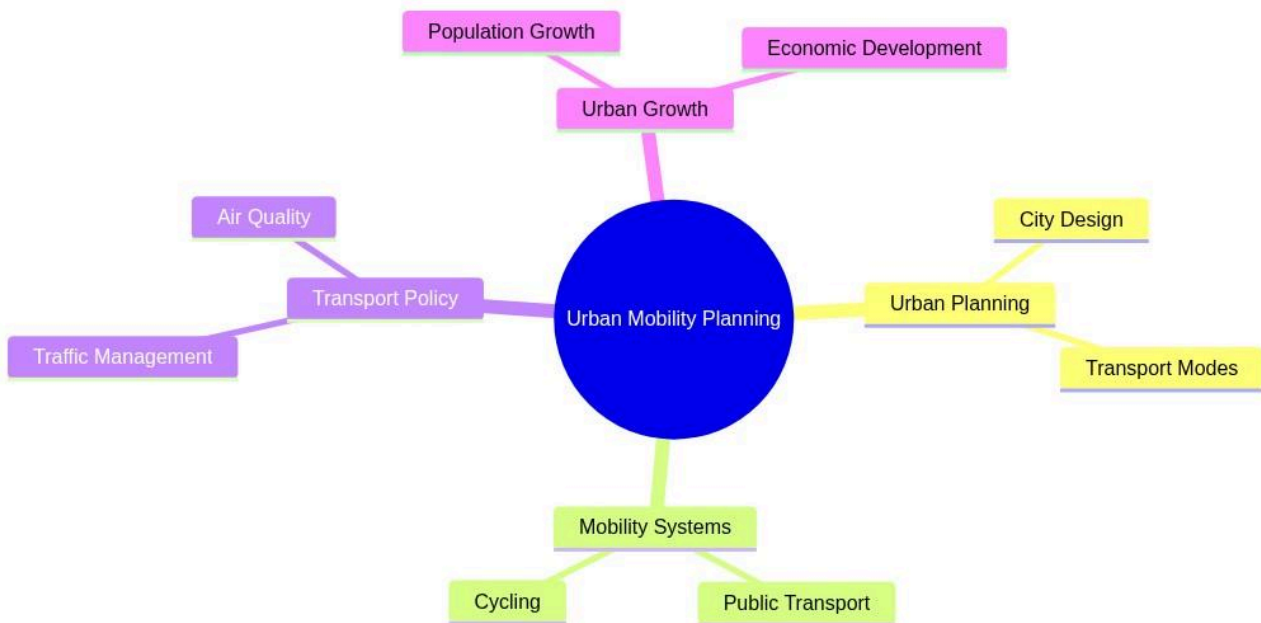 Population Growth
Economic Development
Urban Growth
Air Quality
City Design
Transport Policy
Urban Mobility Planning
Urban Planning
Traffic Management
Transport Modes
Mobility Systems
Cycling
Public Transport